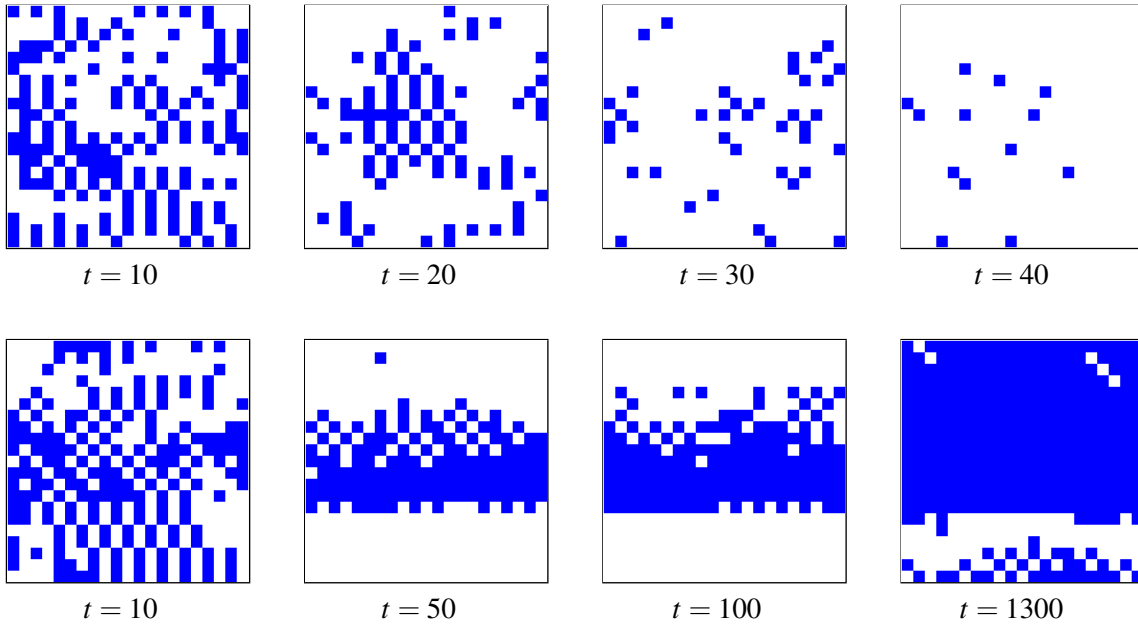 t = 10 t = 20 t = 30 t = 40
t = 10 t = 50 t = 100 t = 1300